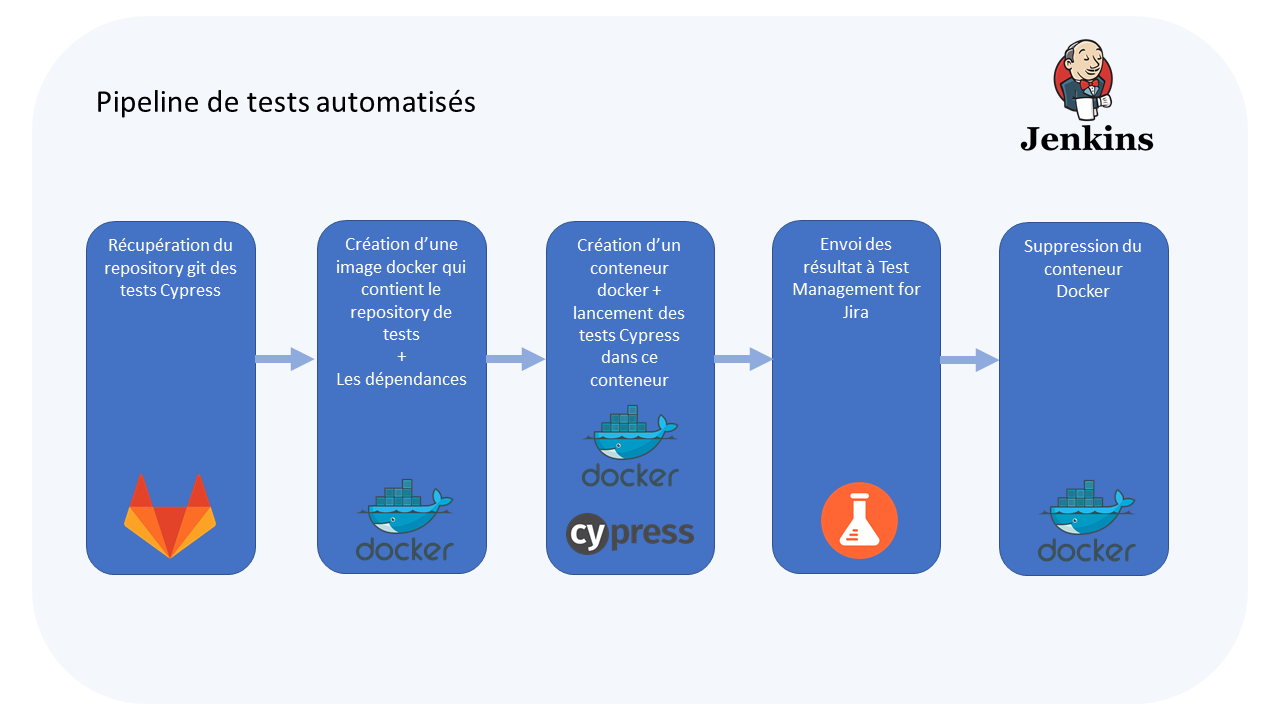 Pipeline de tests automatisés
Jenkins
Récupération du
repository git des
tests Cypress
Création d’une
image docker qui
contient le
repository de
tests
+
Les dépendances
docker
Création d’un
conteneur
docker +
lancement des
tests Cypress
dans ce
conteneur
docker
cypress
Envoi des
résultat à Test
Management for
Jira
Suppression du
conteneur
Docker
docker